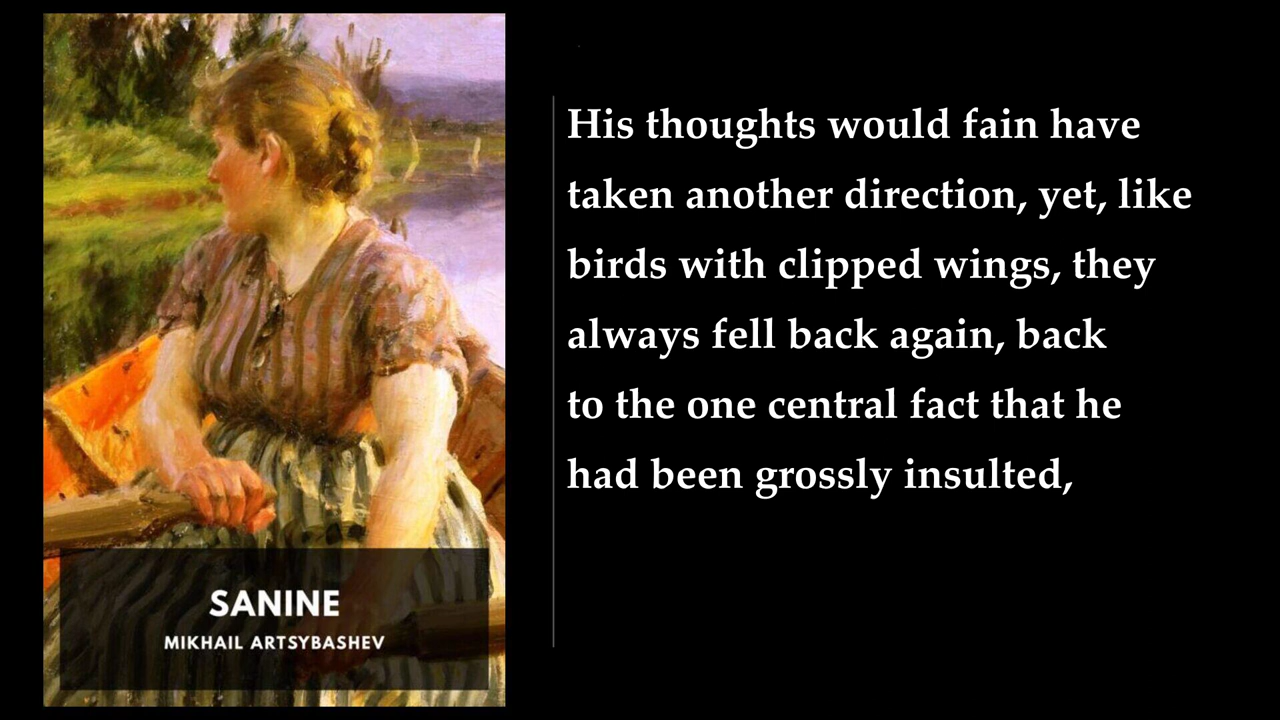 His thoughts would fain have
taken another direction, yet, like
birds with clipped wings, they
always fell back again, back
to the one central fact that he
had been grossly insulted,
SANINE
MIKHAIL ARTSYBASHEV